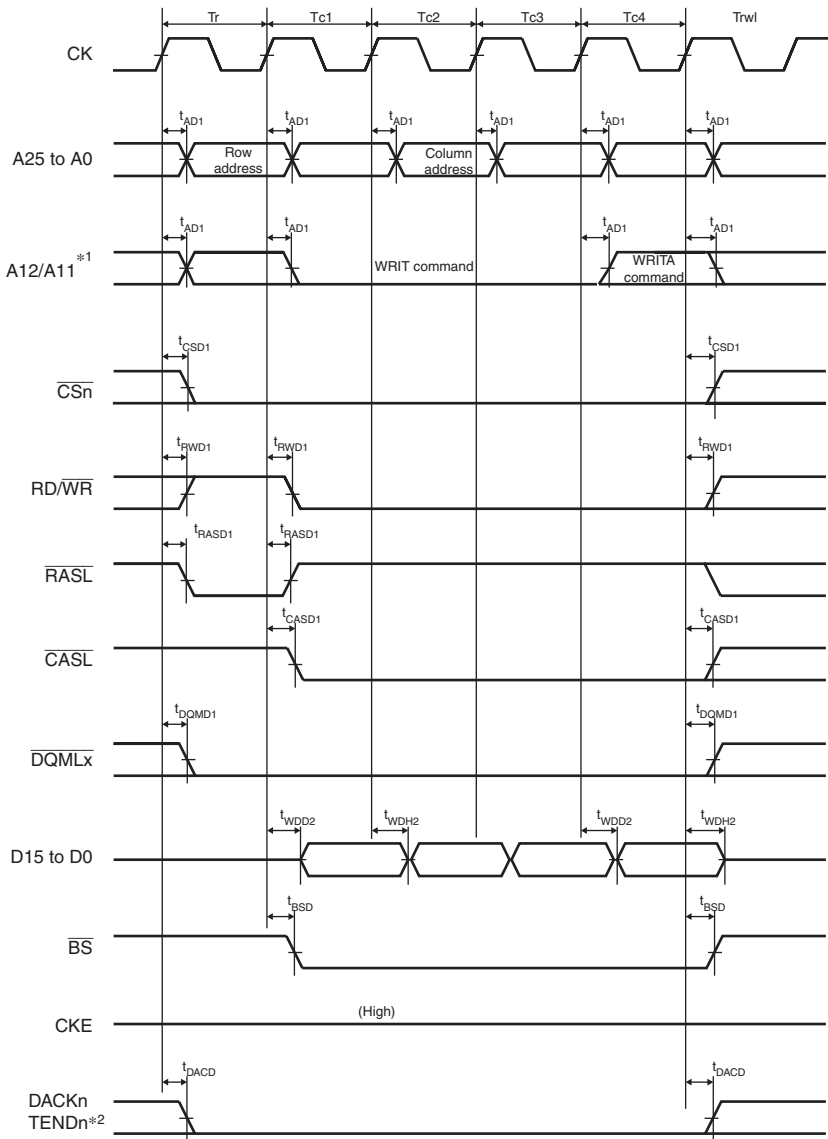 Tr Tc1 Tc2 Tc3 Tc4 Trwl
CK
tAD1 tAD1 tAD1 tAD1 tAD1 tAD1
A25 to A0
Row address
Column address
tAD1 tAD1 tAD1 tAD1
A12/A11*1
WRIT command
WRITA command
tCSD1 tCSD1
CSn
tRWD1 tRWD1 tRWD1
RD/WR
tRASD1 tRASD1
RASL
tCASD1 tCASD1
CASL
tDQMD1 tDQMD1
DQMLx
tWDD2 tWDH2 tWDD2 tWDH2
D15 to D0
tBSD tBSD
BS
(High)
CKE
tDACD tDACD
DACKn
TENDn*2